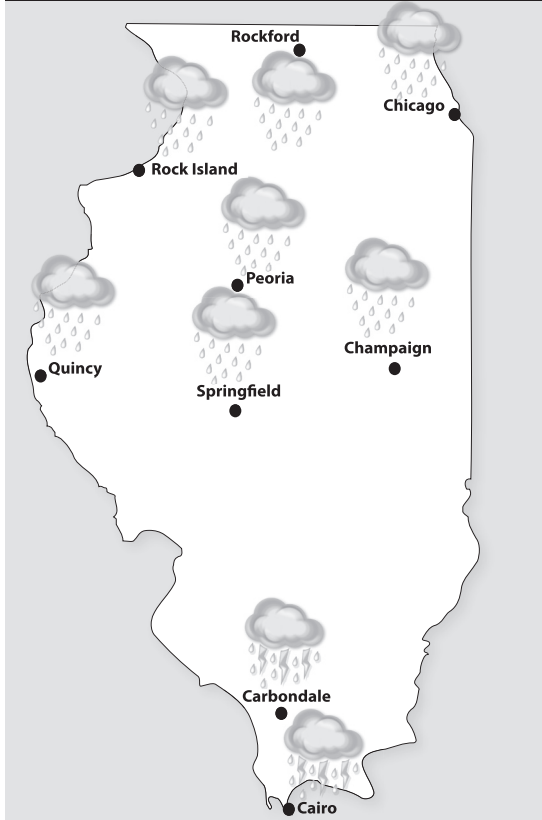 Rockford
Chicago
Rock Island
Peoria
Champaign
Quincy
Springfield
Carbondale
Cairo